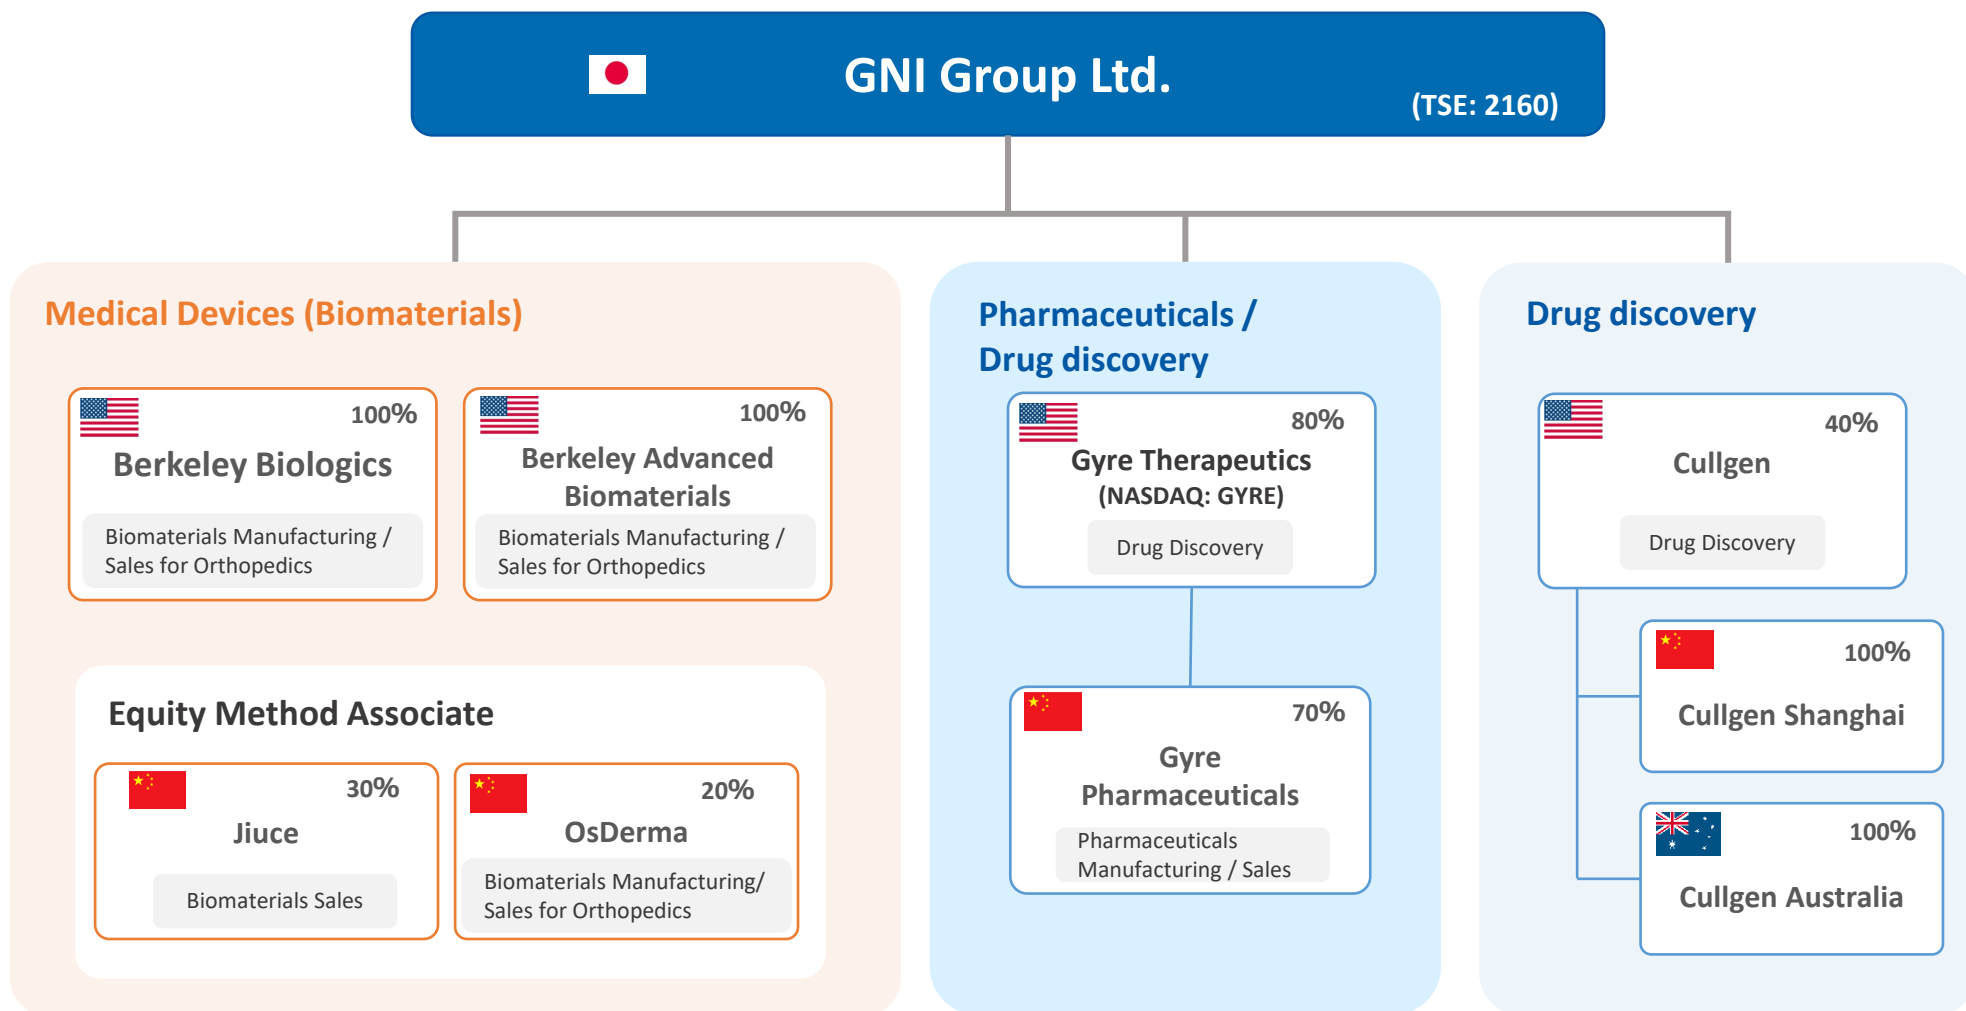 GNI Group Ltd.
(TSE: 2160)
Medical Devices (Biomaterials)
100%
Berkeley Biologics
Biomaterials Manufacturing /
Sales for Orthopedics
100%
Berkeley Advanced
Biomaterials
Biomaterials Manufacturing /
Sales for Orthopedics
Equity Method Associate
30%
Jiuce
Biomaterials Sales
20%
OsDerma
Biomaterials Manufacturing/
Sales for Orthopedics
Pharmaceuticals /
Drug discovery
80%
Gyre Therapeutics
(NASDAQ: GYRE)
Drug Discovery
70%
Gyre
Pharmaceuticals
Pharmaceuticals
Manufacturing / Sales
Drug discovery
40%
Cullgen
Drug Discovery
100%
Cullgen Shanghai
100%
Cullgen Australia